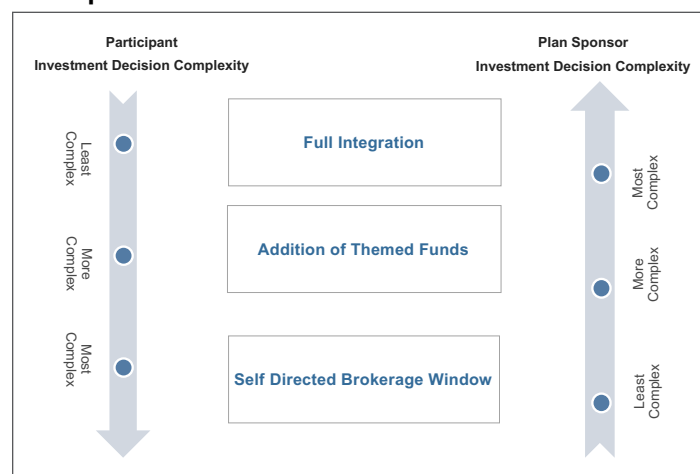 Participant
Investment Decision Complexity
Plan Sponsor
Investment Decision Complexity
Least
Complex
Full Integration
Most
Complex
More
Complex
Addition of Themed Funds
More
Complex
Most
Complex
Self Directed Brokerage Window
Least
Complex